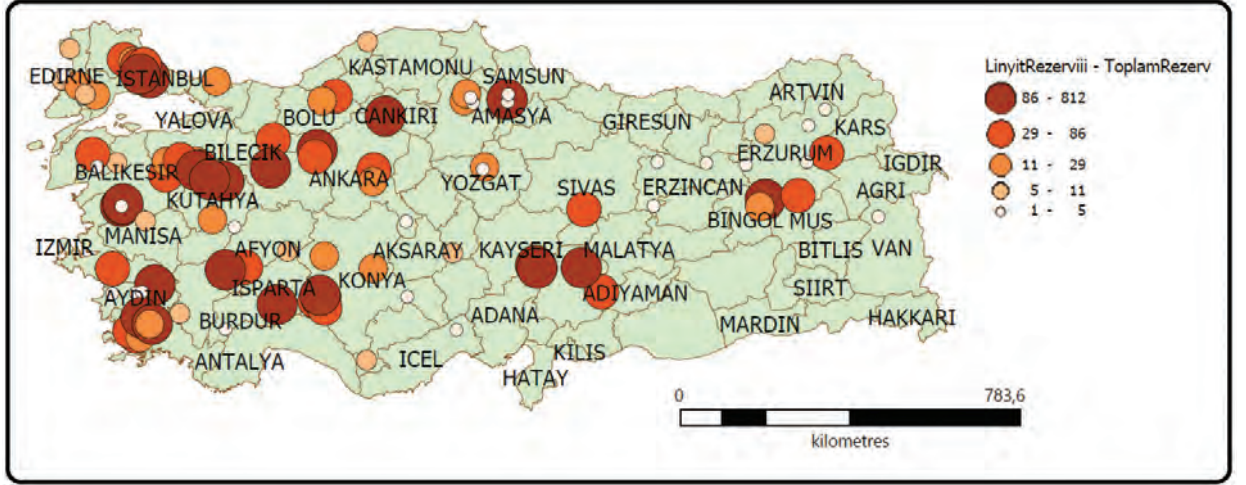 LinyitRezerviii - ToplamRezerv
86 - 812
29 - 86
11 - 29
5 - 11
1 - 5
EDIRNE
ISTANBUL
KASTAMONU
SAMSUN
ARTVIN
YALOVA
BOLU
CANKIRI
AMASYA
GIRESUN
KARS
BALIKESIR
BILECIK
ANKARA
YOZGAT
ERZURUM
IGDIR
KUTAHYA
SIVAS
ERZINCAN
AGRI
MANISA
BINGOL
MUS
IZMIR
AFYON
AKSARAY
KAYSERI
MALATYA
BITLIS
VAN
AYDIN
ISPARTA
KONYA
ADIYAMAN
SIIRT
BURDUR
ADANA
MARDIN
HAKKARI
ANTALYA
ICEL
KILIS
HATAY
0 783,6
kilometres